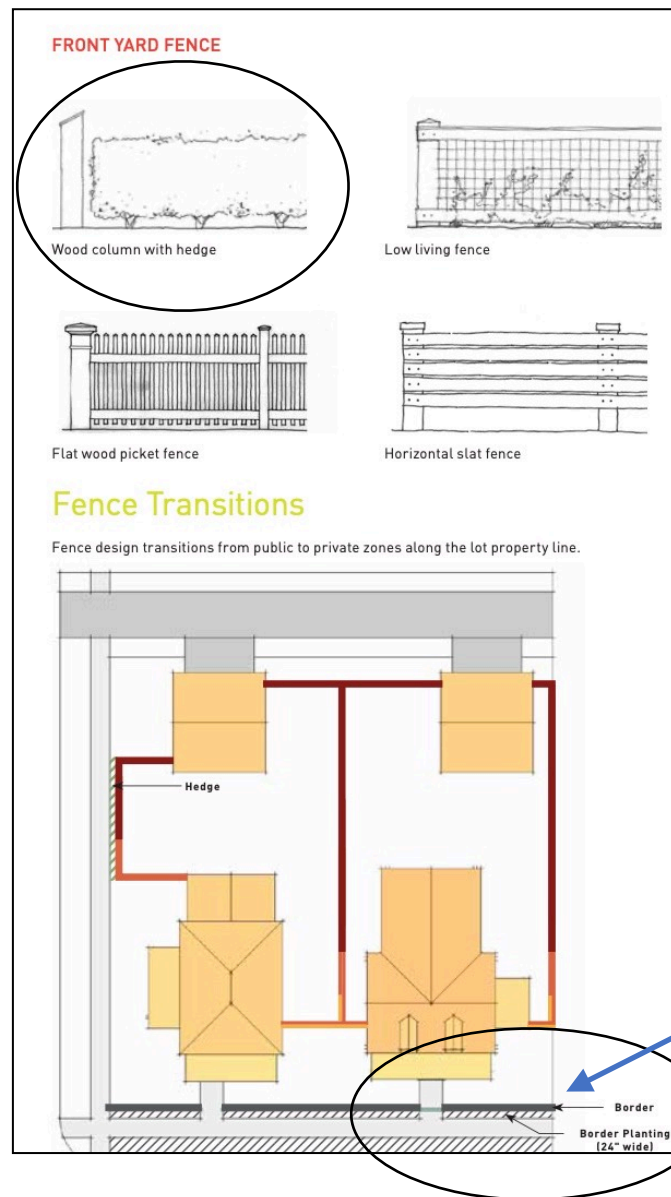 FRONT YARD FENCE
Wood column with hedge
Low living fence
Flat wood picket fence
Horizontal slat fence
Fence Transitions
Fence design transitions from public to private zones along the lot property line.
Hedge
Border
Border Planting
(24" wide)